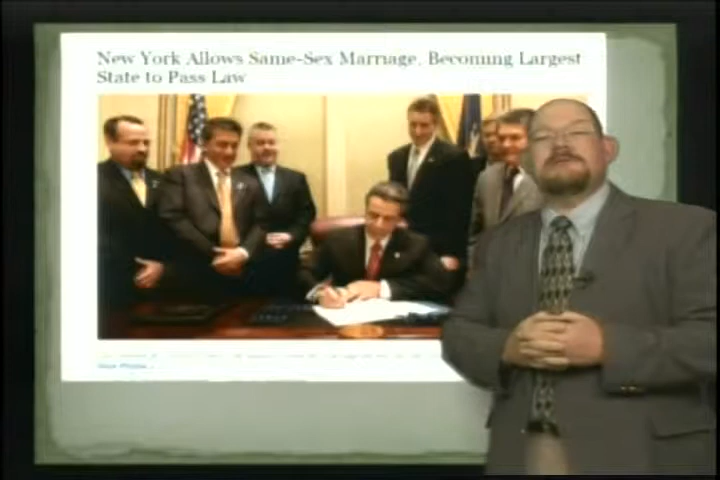 New York Allows Same-Sex Marriage, Becoming Largest
State to Pass Law